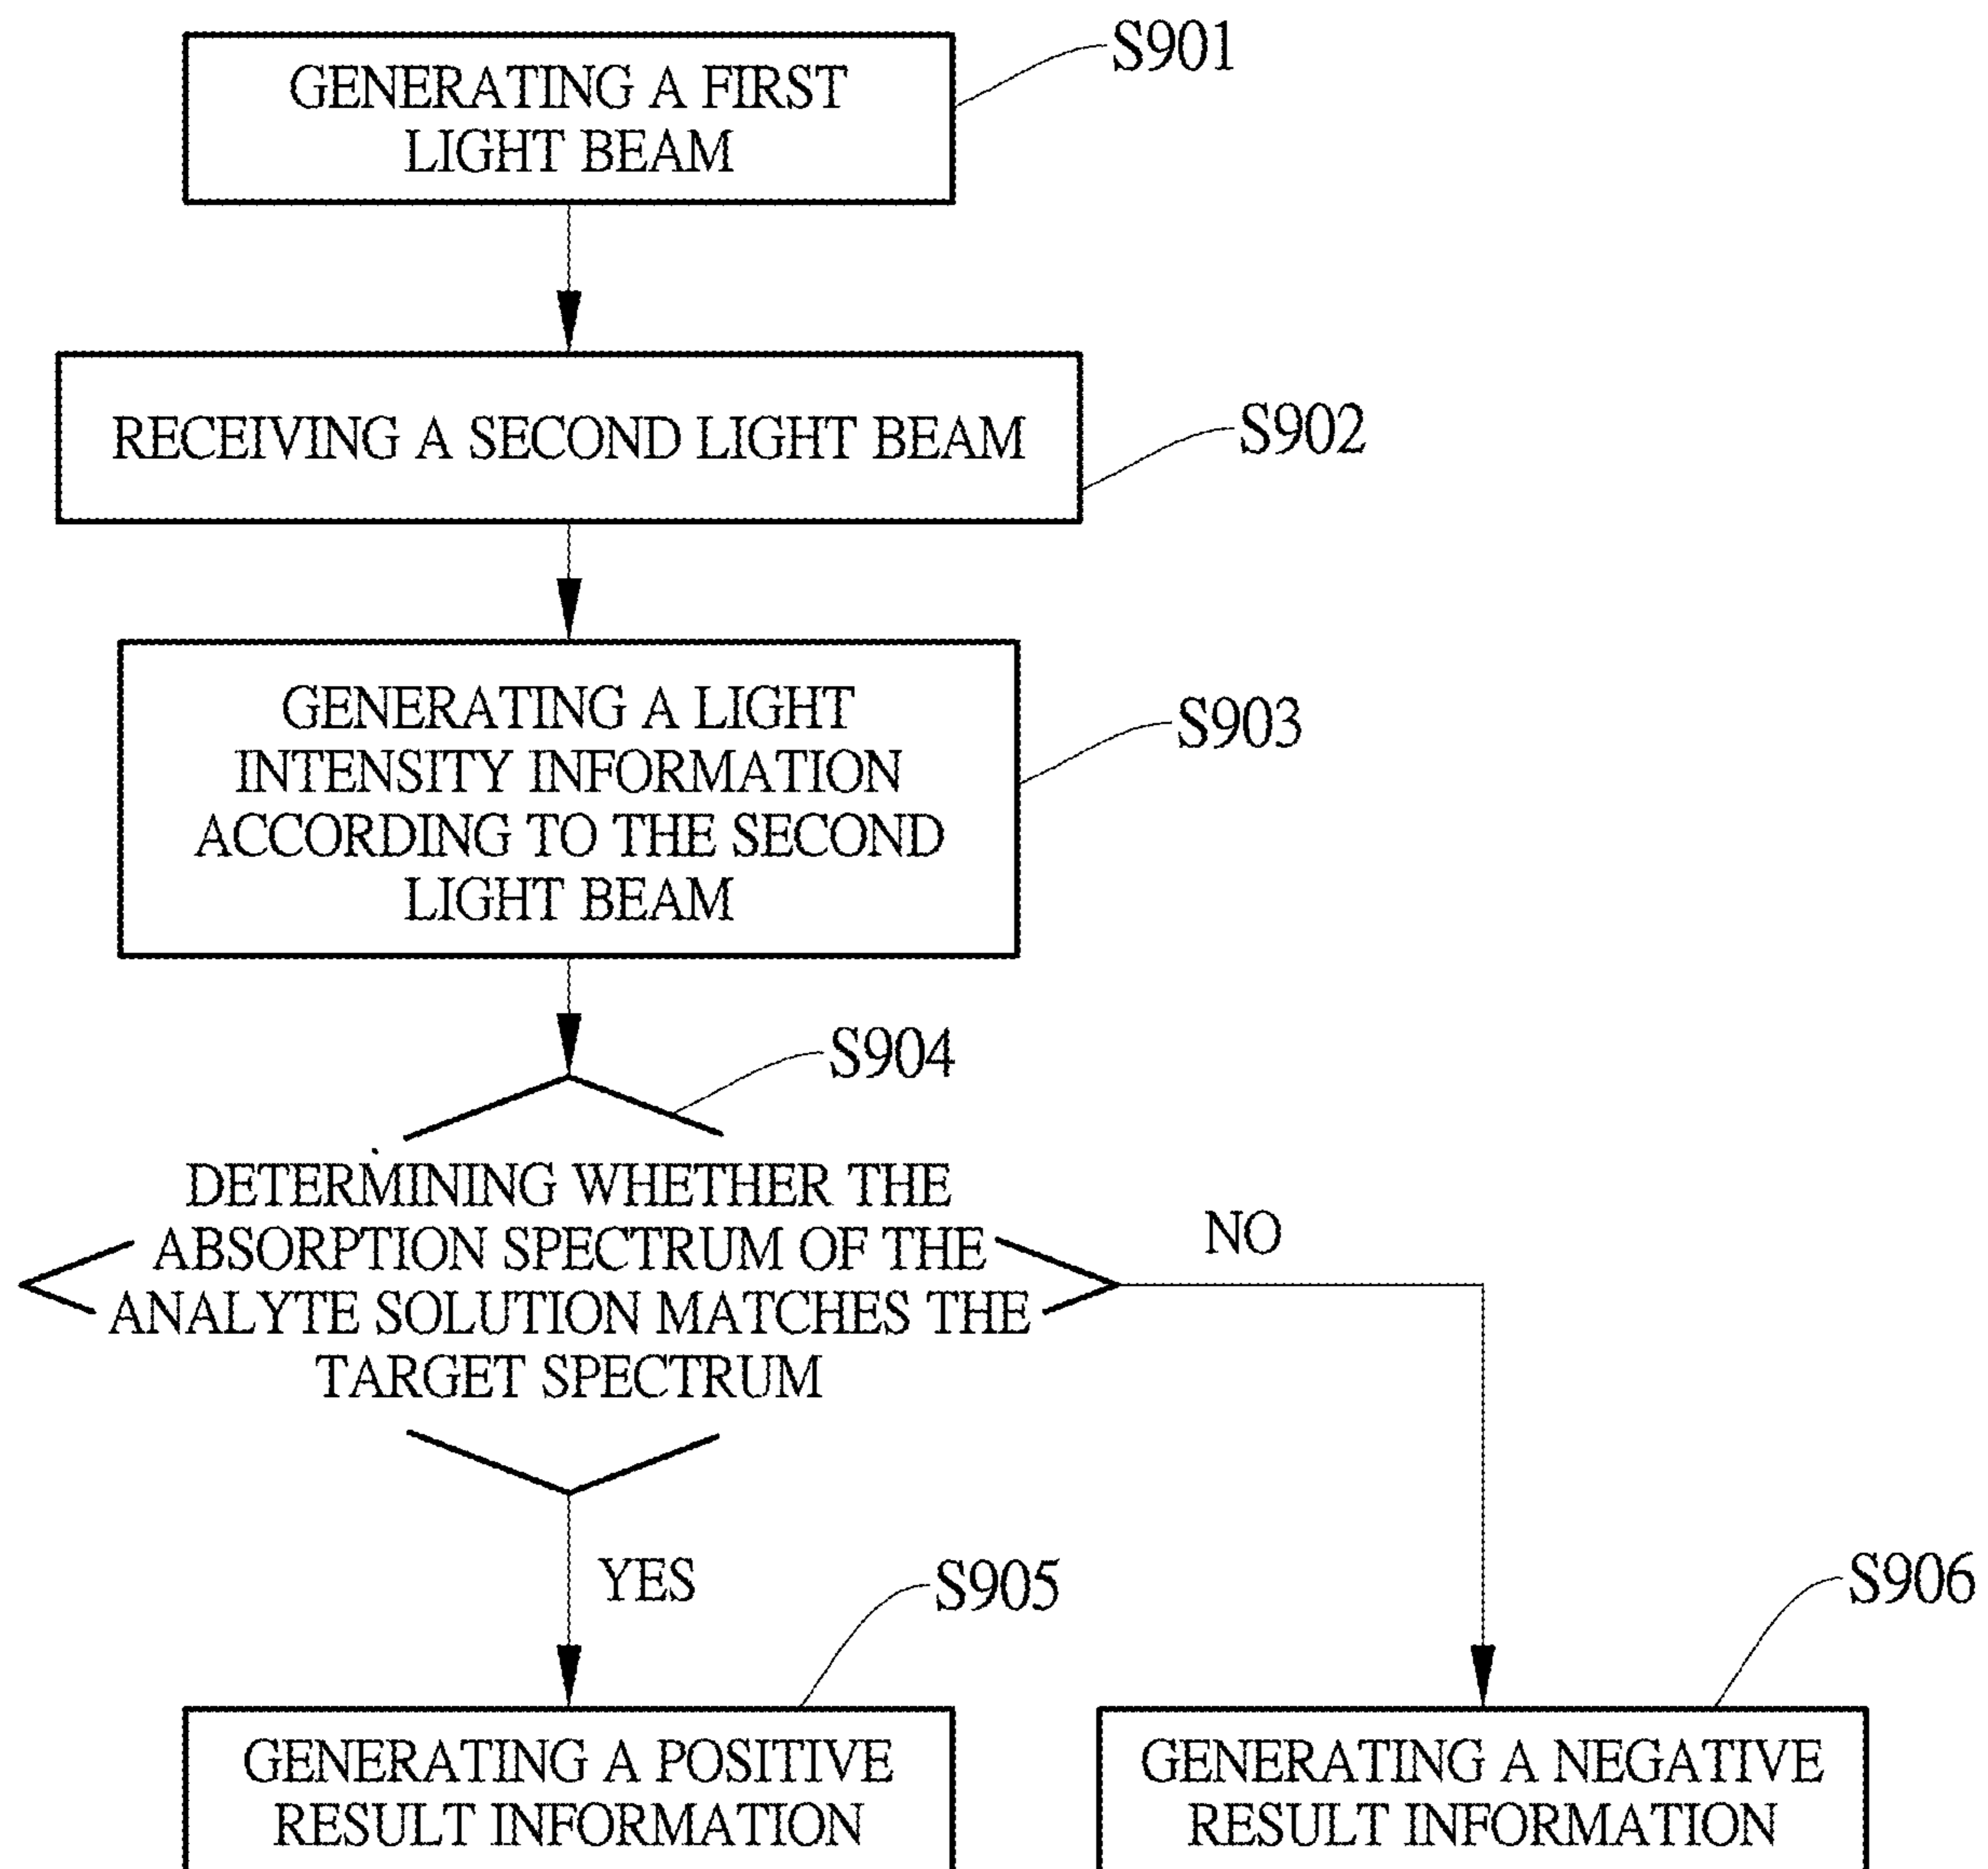 S901
GENERATING A FIRST
LIGHT BEAM
RECEIVING A SECOND LIGHT BEAM
S902
GENERATING A LIGHT
INTENSITY INFORMATION
ACCORDING TO THE SECOND
LIGHT BEAM
S903
S904
DETERMINING WHETHER THE
ABSORPTION SPECTRUM OF THE
ANALYTE SOLUTION MATCHES THE
TARGET SPECTRUM
NO
YES
S905
S906
GENERATING A POSITIVE
RESULT INFORMATION
GENERATING A NEGATIVE
RESULT INFORMATION